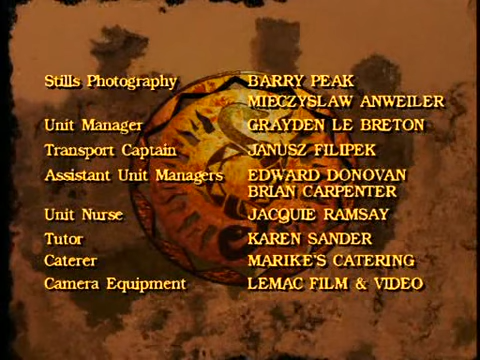 Stills Photography BARRY PEAK
MIECZYSLAW ANWEILER
Unit Manager GRAYDEN LE BRETON
Transport Captain JANUSZ FILIPEK
Assistant Unit Managers EDWARD DONOVAN
BRIAN CARPENTER
Unit Nurse JACQUIE RAMSAY
Tutor KAREN SANDER
Caterer MARIKE'S CATERING
Camera Equipment LEMAC FILM & VIDEO